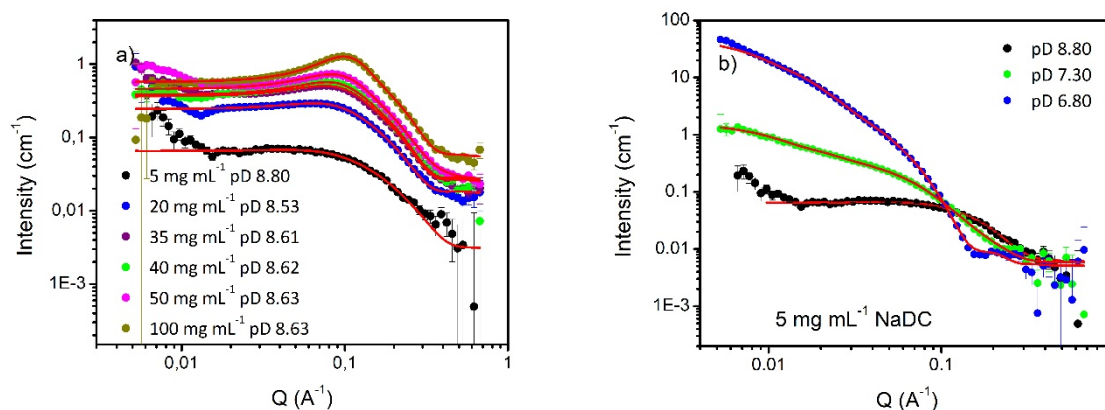 a)
Intensity (cm⁻¹)
1
0,1
0,01
1E-3
5 mg mL⁻¹ pD 8.80
20 mg mL⁻¹ pD 8.53
35 mg mL⁻¹ pD 8.61
40 mg mL⁻¹ pD 8.62
50 mg mL⁻¹ pD 8.63
100 mg mL⁻¹ pD 8.63
0,01 0,1 1
Q (A⁻¹)
b)
Intensity (cm⁻¹)
100
10
1
0.1
0.01
1E-3
pD 8.80
pD 7.30
pD 6.80
5 mg mL⁻¹ NaDC
0.01 0.1
Q (A⁻¹)